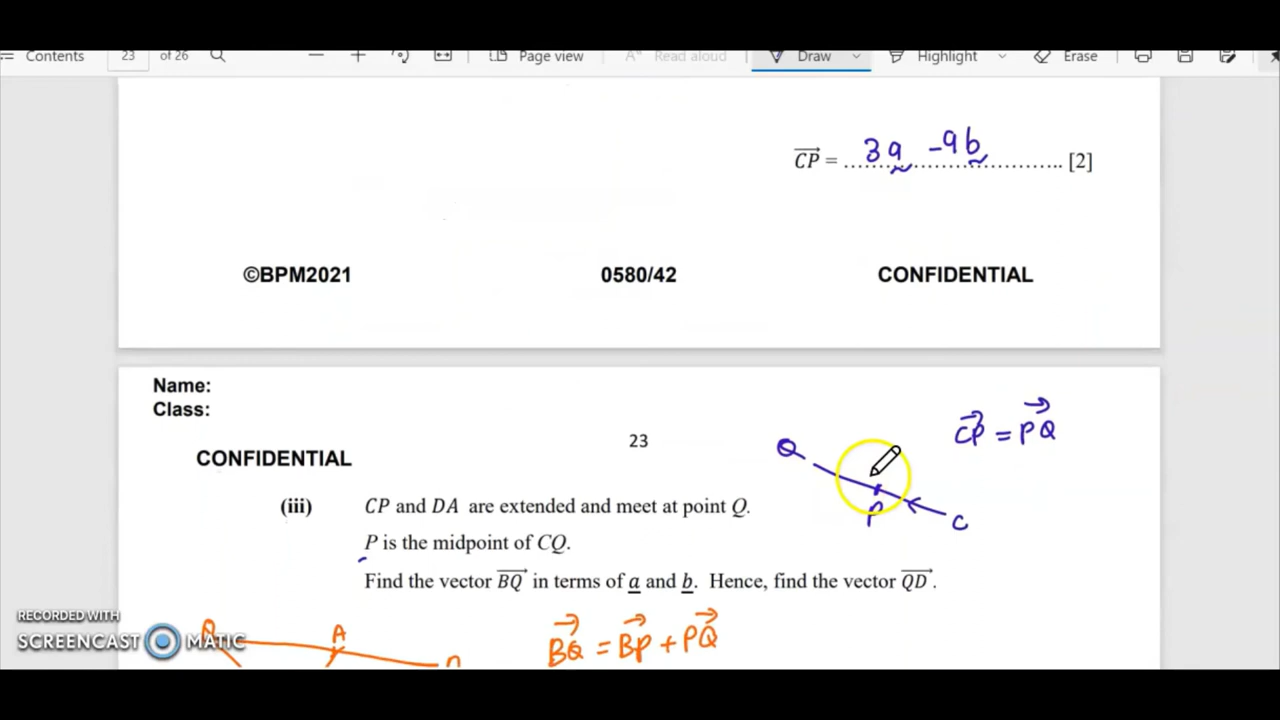 Contents 23 of 26 Page view Read aloud Draw Highlight Erase
CP = 3a - 9b [2]
©BPM2021 0580/42 CONFIDENTIAL
Name:
Class:
23
CONFIDENTIAL
CP = PQ
Q
P
C
(iii) CP and DA are extended and meet at point Q.
P is the midpoint of CQ.
Find the vector BQ in terms of a and b. Hence, find the vector QD.
RECORDED WITH
SCREENCAST MATIC
Q A
BQ = BP + PQ